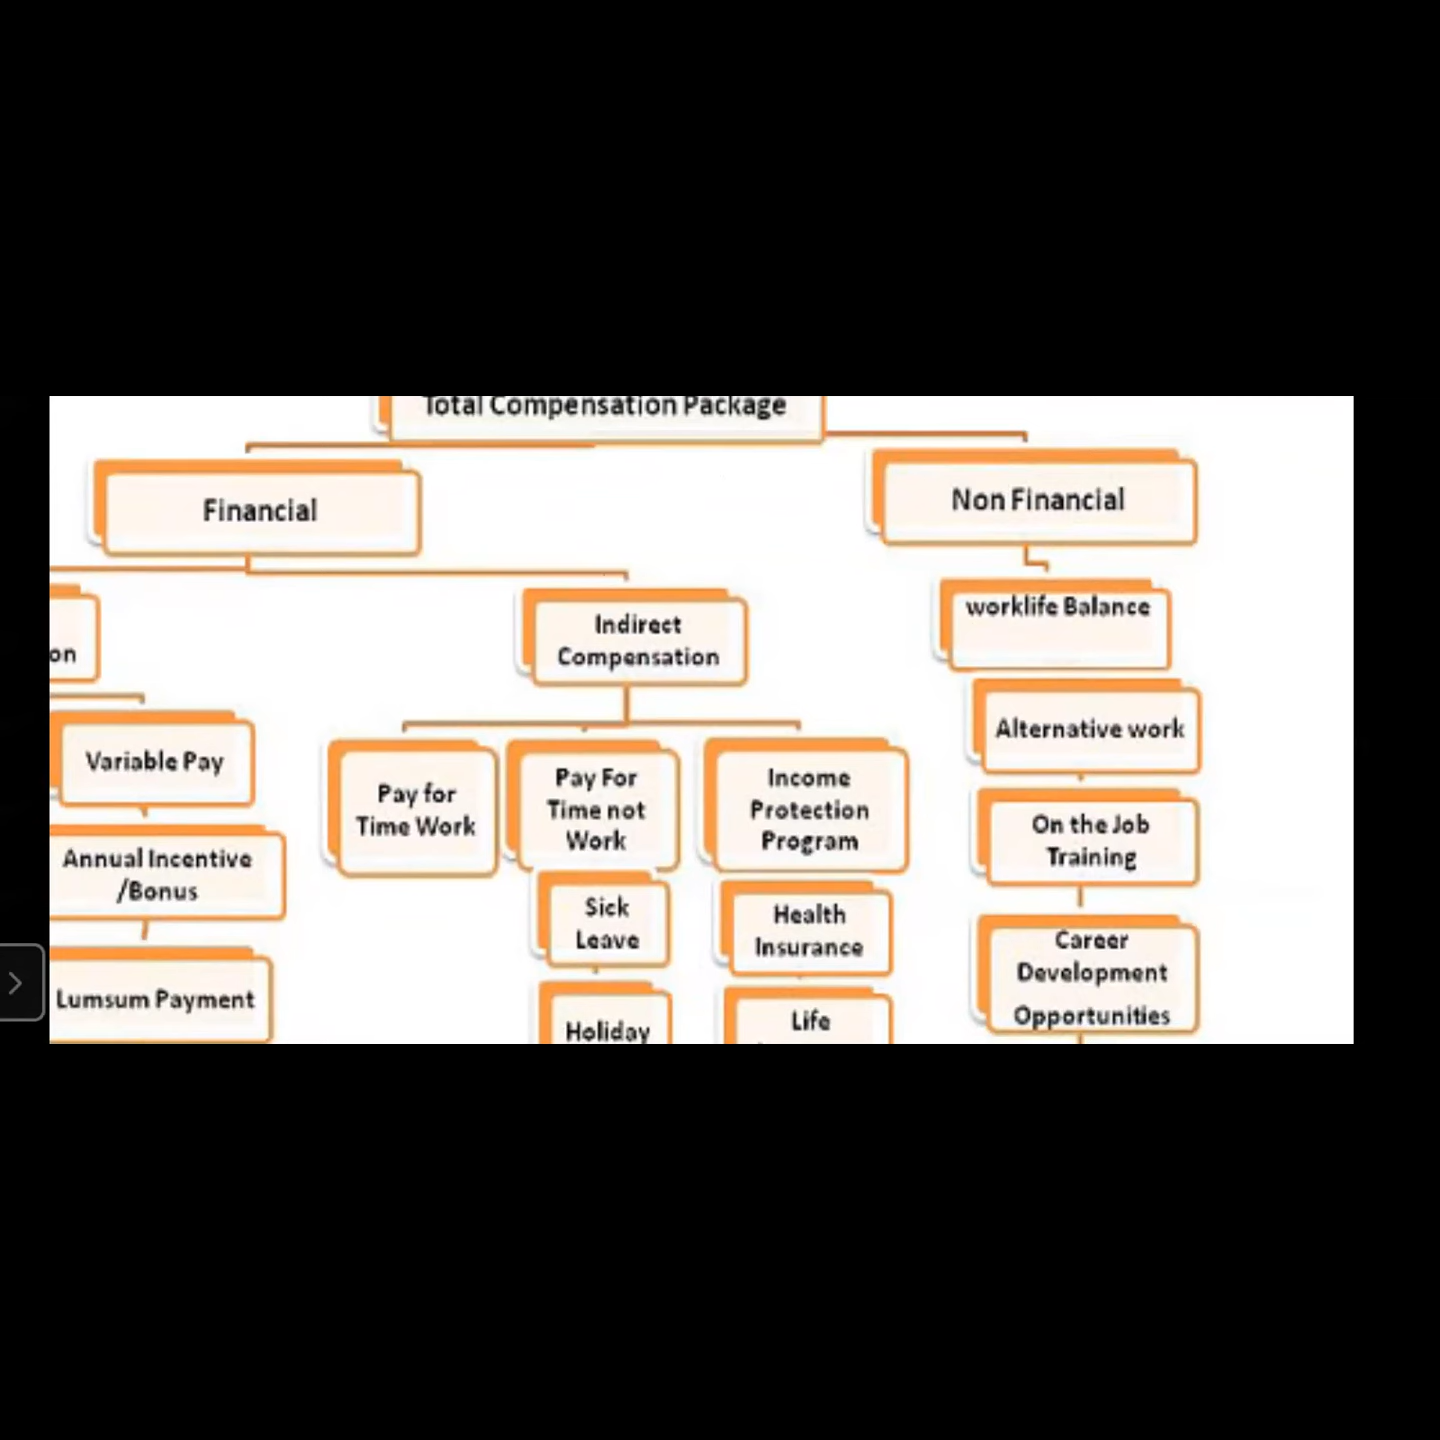 Total Compensation Package
Financial
Non Financial
on
Indirect
Compensation
worklife Balance
Variable Pay
Pay for
Time Work
Pay For
Time not
Work
Income
Protection
Program
Alternative work
Annual Incentive
/Bonus
Sick
Leave
Health
Insurance
On the Job
Training
Lumsum Payment
Holiday
Life
Career
Development
Opportunities